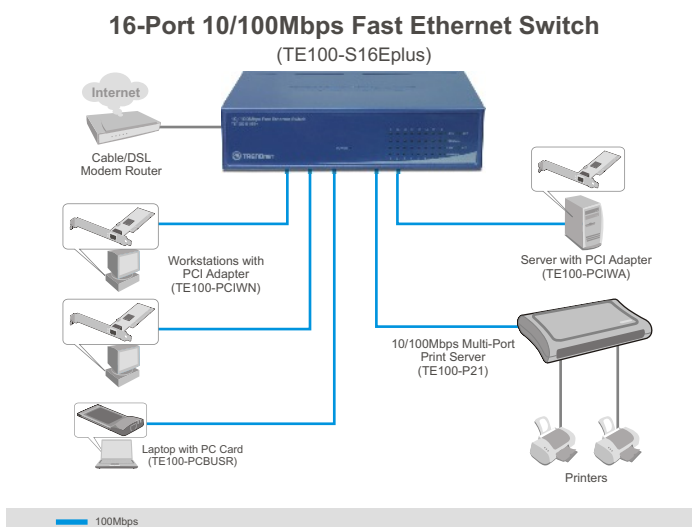 16-Port 10/100Mbps Fast Ethernet Switch
(TE100-S16Eplus)
Internet
Cable/DSL
Modem Router
TRENDnet
Workstations with
PCI Adapter
(TE100-PCIWN)
Server with PCI Adapter
(TE100-PCIWA)
10/100Mbps Multi-Port
Print Server
(TE100-P21)
Laptop with PC Card
(TE100-PCBUSR)
Printers
100Mbps